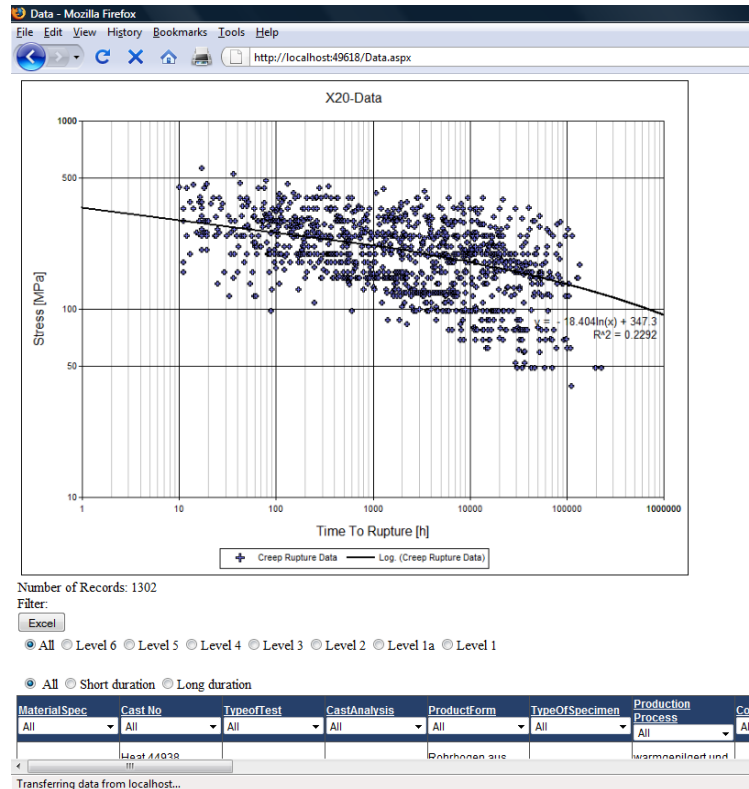 Data - Mozilla Firefox
File Edit View History Bookmarks Tools Help
http://localhost:49618/Data.aspx
X20-Data
1000
500
100
50
10
Stress [MPa]
y = - 18.404ln(x) + 347.3
R^2 = 0.2292
1 10 100 1000 10000 100000 1000000
Time To Rupture [h]
Creep Rupture Data Log. (Creep Rupture Data)
Number of Records: 1302
Filter:
Excel
All Level 6 Level 5 Level 4 Level 3 Level 2 Level 1a Level 1
All Short duration Long duration
MaterialSpec Cast No TypeofTest CastAnalysis ProductForm TypeOfSpecimen Production Process
All All All All All All All
Heat 44938 Rohrbogen aus warmgepilgert und
Transferring data from localhost...